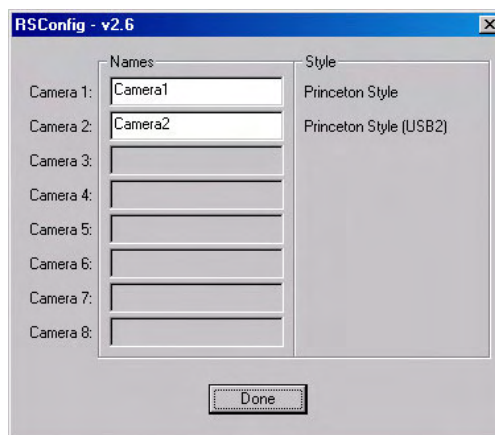 RSConfig - v2.6
Names Style
Camera 1: Camera1 Princeton Style
Camera 2: Camera2 Princeton Style (USB2)
Camera 3:
Camera 4:
Camera 5:
Camera 6:
Camera 7:
Camera 8:
Done